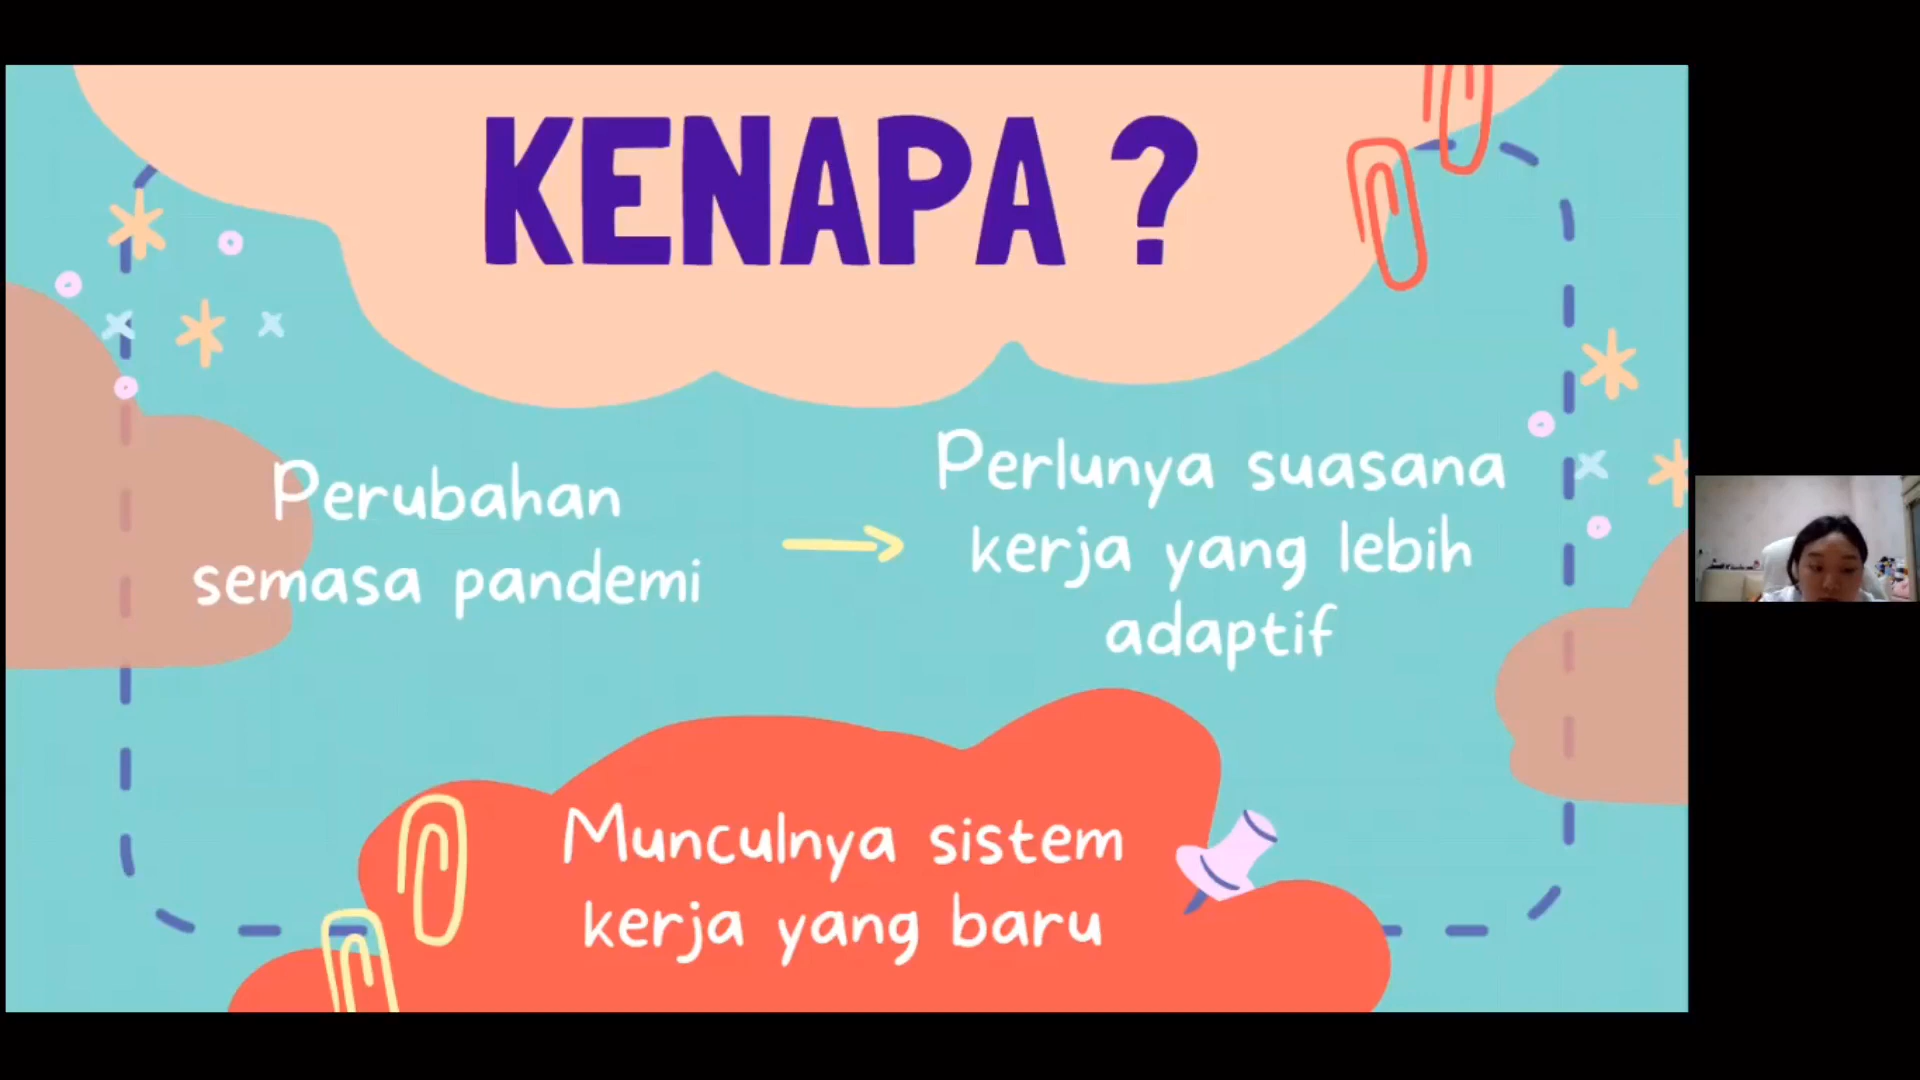 KENAPA ?
Perubahan
semasa pandemi
Perlunya suasana
kerja yang lebih
adaptif
Munculnya sistem
kerja yang baru